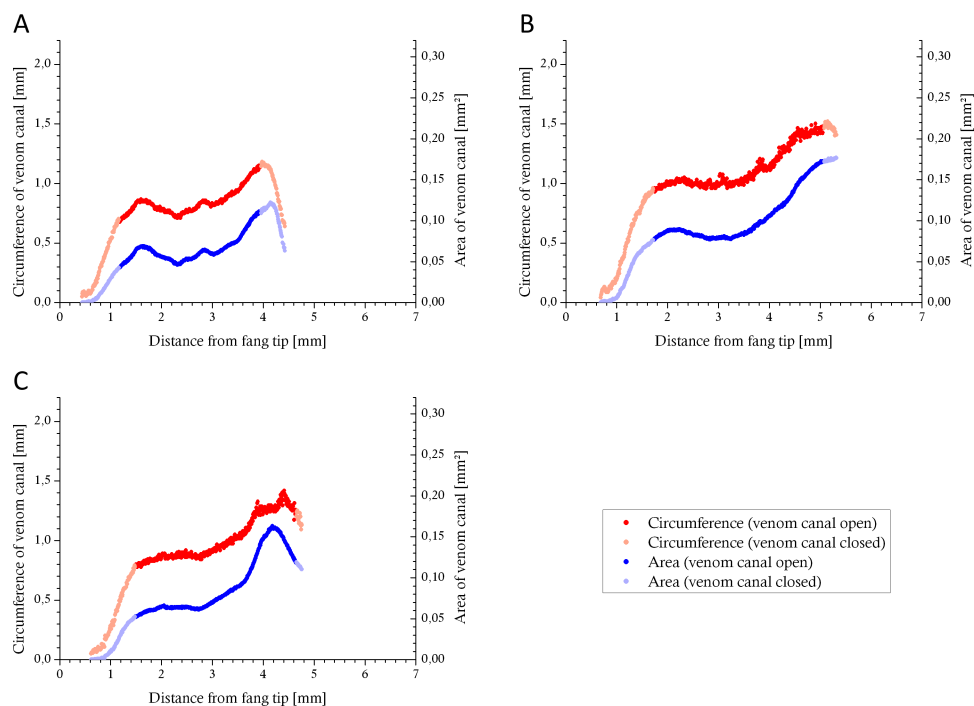 A
Circumference of venom canal [mm]
2,0
1,5
1,0
0,5
0,0
0 1 2 3 4 5 6 7
Distance from fang tip [mm]
0,30
0,25
0,20
0,15
0,10
0,05
0,00
Area of venom canal [mm²]
B
Circumference of venom canal [mm]
2,0
1,5
1,0
0,5
0,0
0 1 2 3 4 5 6 7
Distance from fang tip [mm]
0,30
0,25
0,20
0,15
0,10
0,05
0,00
Area of venom canal [mm²]
C
Circumference of venom canal [mm]
2,0
1,5
1,0
0,5
0,0
0 1 2 3 4 5 6 7
Distance from fang tip [mm]
0,30
0,25
0,20
0,15
0,10
0,05
0,00
Area of venom canal [mm²]
Circumference (venom canal open)
Circumference (venom canal closed)
Area (venom canal open)
Area (venom canal closed)